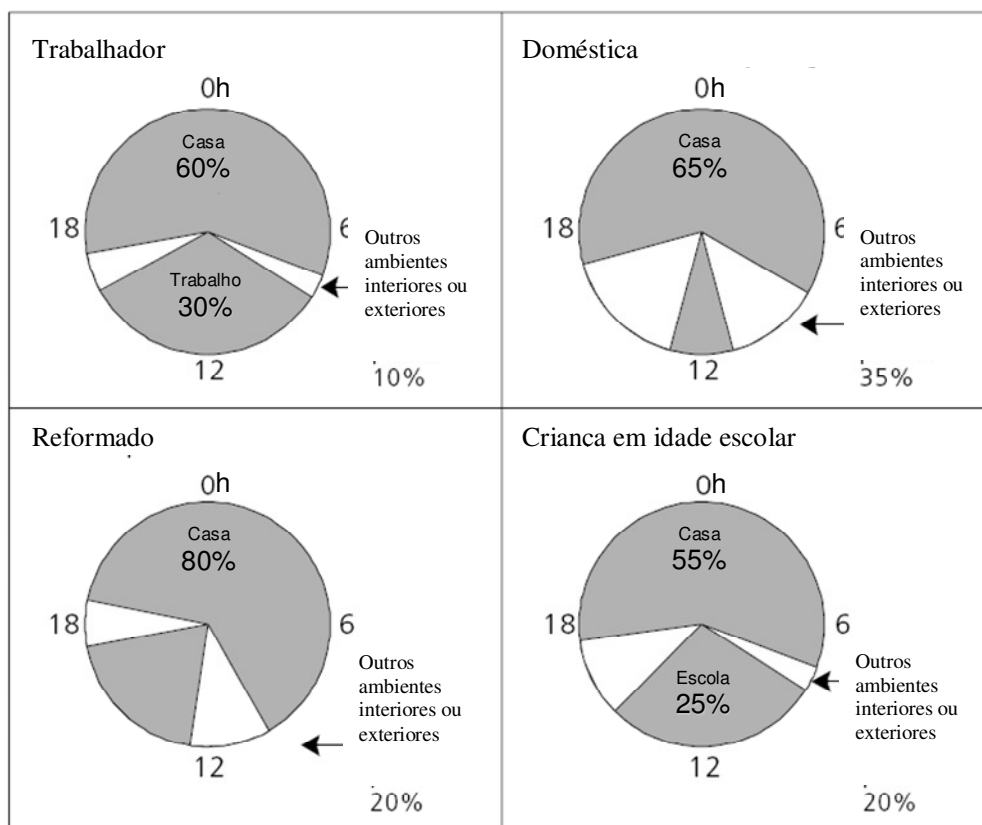 Trabalhador
0h
Casa
60%
18
6
Outros
ambientes
interiores ou
exteriores
Trabalho
30%
12
10%
Doméstica
0h
Casa
65%
18
6
Outros
ambientes
interiores ou
exteriores
12
35%
Reformado
0h
Casa
80%
18
6
Outros
ambientes
interiores ou
exteriores
12
20%
Crianca em idade escolar
0h
Casa
55%
18
6
Outros
ambientes
interiores ou
exteriores
Escola
25%
12
20%